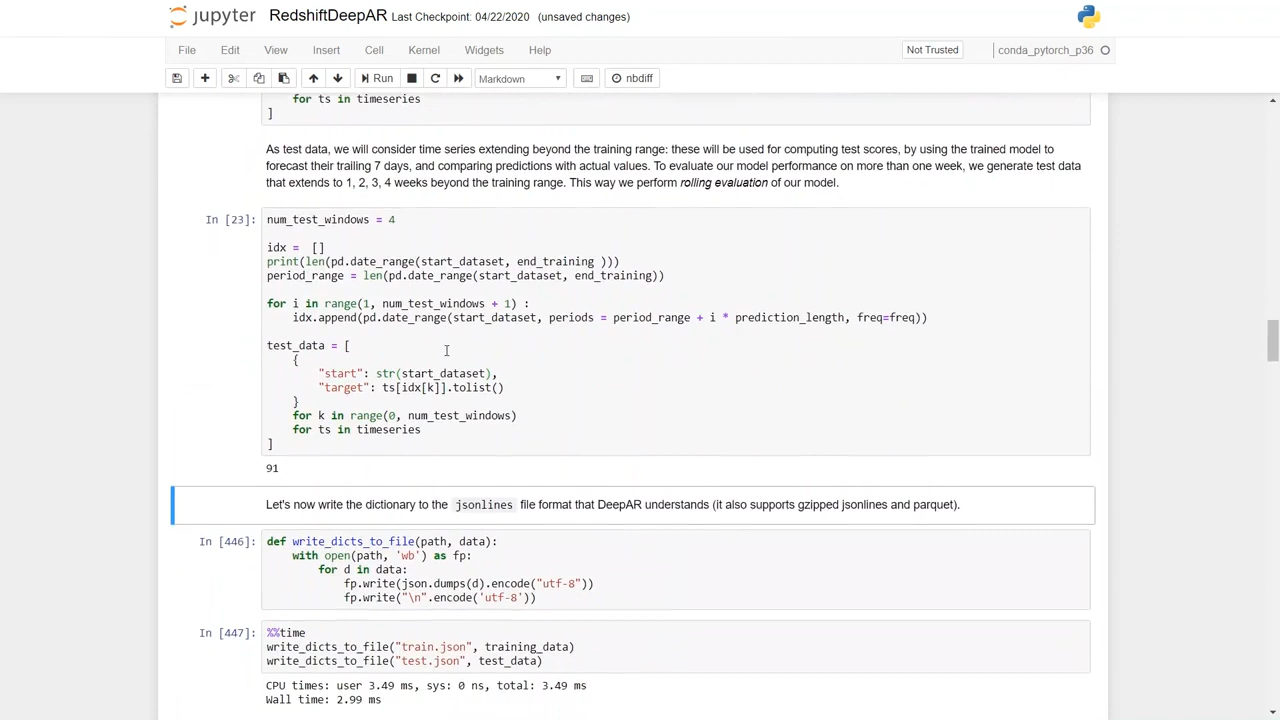 jupyter RedshiftDeepAR Last Checkpoint: 04/22/2020 (unsaved changes)
File Edit View Insert Cell Kernel Widgets Help Not Trusted conda_pytorch_p36
Run Markdown nbdiff
for ts in timeseries
]
As test data, we will consider time series extending beyond the training range: these will be used for computing test scores, by using the trained model to
forecast their trailing 7 days, and comparing predictions with actual values. To evaluate our model performance on more than one week, we generate test data
that extends to 1, 2, 3, 4 weeks beyond the training range. This way we perform rolling evaluation of our model.
In [23]: num_test_windows = 4
idx = []
print(len(pd.date_range(start_dataset, end_training )))
period_range = len(pd.date_range(start_dataset, end_training))
for i in range(1, num_test_windows + 1) :
idx.append(pd.date_range(start_dataset, periods = period_range + i * prediction_length, freq=freq))
test_data = [
{
"start": str(start_dataset),
"target": ts[idx[k]].tolist()
}
for k in range(0, num_test_windows)
for ts in timeseries
]
91
Let's now write the dictionary to the jsonlines file format that DeepAR understands (it also supports gzipped jsonlines and parquet).
In [446]: def write_dicts_to_file(path, data):
with open(path, 'wb') as fp:
for d in data:
fp.write(json.dumps(d).encode("utf-8"))
fp.write("\n".encode('utf-8'))
In [447]: %%time
write_dicts_to_file("train.json", training_data)
write_dicts_to_file("test.json", test_data)
CPU times: user 3.49 ms, sys: 0 ns, total: 3.49 ms
Wall time: 2.99 ms